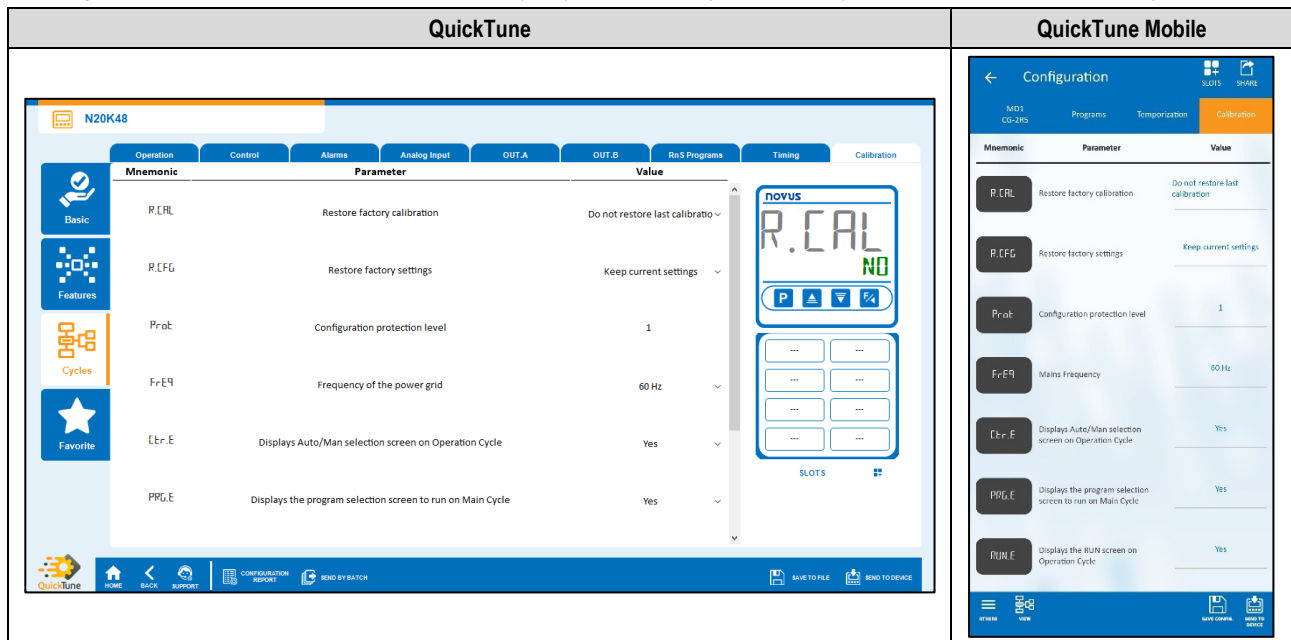 QuickTune
QuickTune Mobile
N20K48
Operation
Control
Alarms
Analog Input
OUT.A
OUT.B
RnS Programs
Timing
Calibration
Mnemonic
Parameter
Value
Basic
Features
Cycles
Favorite
R.CAL
Restore factory calibration
Do not restore last calibratio
R.CFG
Restore factory settings
Keep current settings
Prot
Configuration protection level
1
FrEq
Frequency of the power grid
60 Hz
Ctr.E
Displays Auto/Man selection screen on Operation Cycle
Yes
PRG.E
Displays the program selection screen to run on Main Cycle
Yes
novus
R.CAL
NO
P
F/4
---
---
---
---
---
---
---
---
SLOTS
QuickTune
HOME
BACK
SUPPORT
CONFIGURATION
REPORT
SEND BY BATCH
SAVE TO FILE
SEND TO DEVICE
Configuration
SLOTS
SHARE
MD1
CG-2RS
Programs
Temporization
Calibration
Mnemonic
Parameter
Value
R.CAL
Restore factory calibration
Do not restore last
calibration
R.CFG
Restore factory settings
Keep current settings
Prot
Configuration protection level
1
FrEq
Mains Frequency
60 Hz
Ctr.E
Displays Auto/Man selection
screen on Operation Cycle
Yes
PRG.E
Displays the program selection
screen to run on Main Cycle
Yes
RUN.E
Displays the RUN screen on
Operation Cycle
Yes
OTHERS
VIEW
SAVE CONFIG.
SEND TO
DEVICE